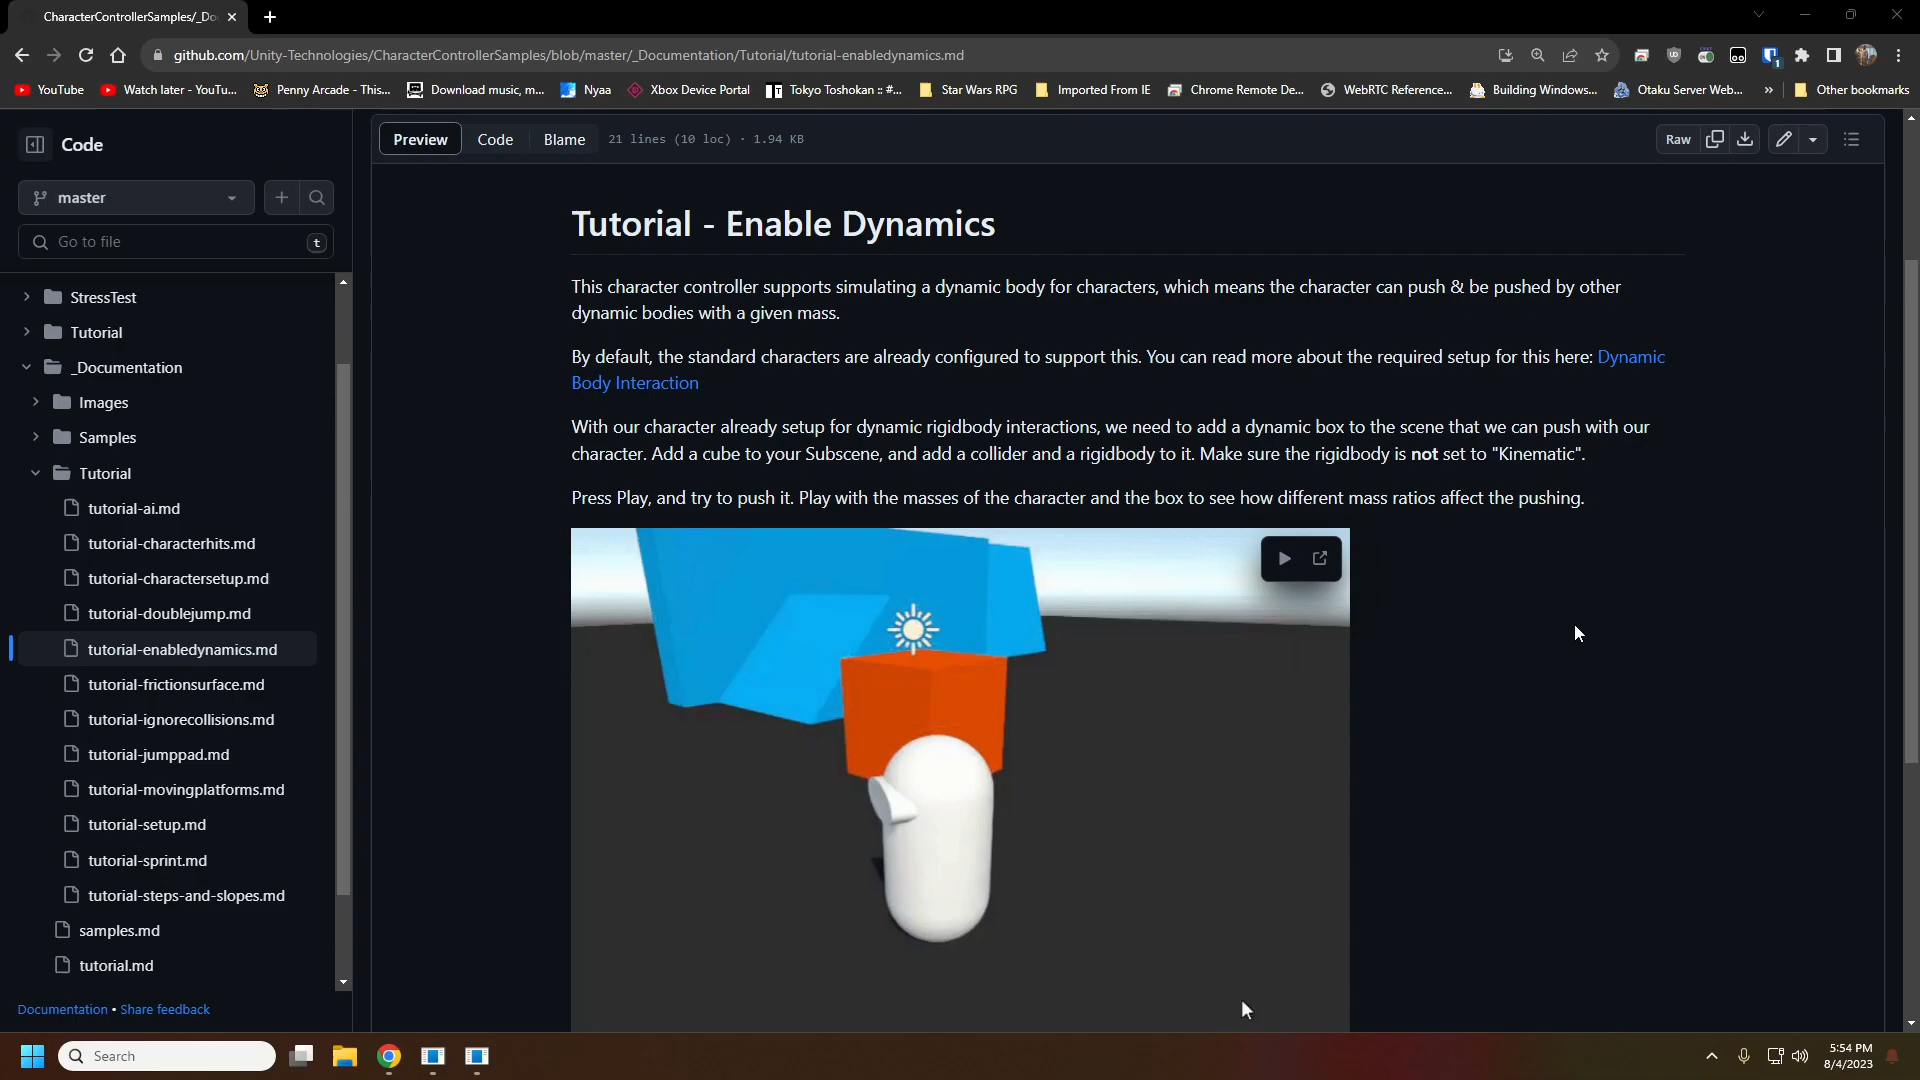 CharacterControllerSamples/_Do
github.com/Unity-Technologies/CharacterControllerSamples/blob/master/_Documentation/Tutorial/tutorial-enabledynamics.md
YouTube
Watch later - YouTu...
Penny Arcade - This...
Download music, m...
Nyaa
Xbox Device Portal
Tokyo Toshokan :: #...
Star Wars RPG
Imported From IE
Chrome Remote De...
WebRTC Reference...
Building Windows...
Otaku Server Web...
»
Other bookmarks
Code
master
Go to file
t
StressTest
Tutorial
_Documentation
Images
Samples
Tutorial
tutorial-ai.md
tutorial-characterhits.md
tutorial-charactersetup.md
tutorial-doublejump.md
tutorial-enabledynamics.md
tutorial-frictionsurface.md
tutorial-ignorecollisions.md
tutorial-jumppad.md
tutorial-movingplatforms.md
tutorial-setup.md
tutorial-sprint.md
tutorial-steps-and-slopes.md
samples.md
tutorial.md
Documentation • Share feedback
Preview
Code
Blame
21 lines (10 loc) · 1.94 KB
Raw
Tutorial - Enable Dynamics
This character controller supports simulating a dynamic body for characters, which means the character can push & be pushed by other
dynamic bodies with a given mass.
By default, the standard characters are already configured to support this. You can read more about the required setup for this here: Dynamic
Body Interaction
With our character already setup for dynamic rigidbody interactions, we need to add a dynamic box to the scene that we can push with our
character. Add a cube to your Subscene, and add a collider and a rigidbody to it. Make sure the rigidbody is not set to "Kinematic".
Press Play, and try to push it. Play with the masses of the character and the box to see how different mass ratios affect the pushing.
Search
5:54 PM
8/4/2023